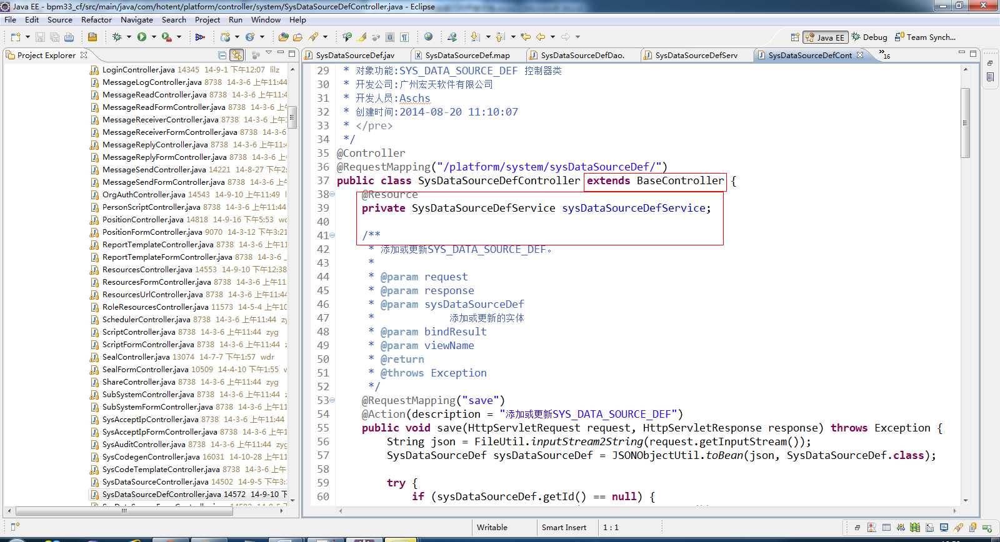 Java EE - bpm33_cf/src/main/java/com/hotent/platform/controller/system/SysDataSourceDefController.java - Eclipse
File Edit Source Refactor Navigate Search Project Run Window Help
Java EE Debug Team Synch...
Project Explorer
LoginController.java 14345 14-9-1 下午12:07 lilz
MessageLogController.java 8738 14-3-6 上午11:44
MessageReadController.java 8738 14-3-6 上午11:4
MessageReadFormController.java 8738 14-3-6 上
MessageReceiverController.java 8738 14-3-6 上午
MessageReceiverFormController.java 8738 14-3-6
MessageReplyController.java 8738 14-3-6 上午11:4
MessageReplyFormController.java 8738 14-3-6 上
MessageSendController.java 14221 14-8-27 下午2:
MessageSendFormController.java 8738 14-3-6 上
OrgAuthController.java 14543 14-9-10 上午11:49
PersonScriptController.java 8738 14-3-6 上午11:44
PositionController.java 14818 14-9-16 下午5:53 wd
PositionFormController.java 9070 14-3-12 下午3:21
ReportTemplateController.java 8738 14-3-6 上午11
ReportTemplateFormController.java 8738 14-3-6
ResourcesController.java 14553 14-9-10 下午12:38
ResourcesFormController.java 8738 14-3-6 上午11:
ResourcesUrlController.java 8738 14-3-6 上午11:44
RoleResourcesController.java 11573 14-5-4 上午10
SchedulerController.java 8738 14-3-6 上午11:44 zy
ScriptController.java 8738 14-3-6 上午11:44 zyg
ScriptFormController.java 8738 14-3-6 上午11:44
SealController.java 13074 14-7-7 下午1:57 wdr
SealFormController.java 10509 14-4-10 下午1:55 w
ShareController.java 8738 14-3-6 上午11:44 zyg
SubSystemController.java 8738 14-3-6 上午11:44
SubSystemFormController.java 8738 14-3-6 上午11
SysAcceptIpController.java 8738 14-3-6 上午11:44
SysAcceptIpFormController.java 8738 14-3-6 上午1
SysAuditController.java 8738 14-3-6 上午11:44 zyg
SysCodegenController.java 16031 14-10-28 上午11
SysCodeTemplateController.java 8738 14-3-6 上午
SysDataSourceController.java 14502 14-9-5 下午3:
SysDataSourceDefController.java 14572 14-9-10 下
SysDataSourceDef.jav SysDataSourceDef.map SysDataSourceDefDao. SysDataSourceDefServ SysDataSourceDefCont »16
29 * 对象功能:SYS_DATA_SOURCE_DEF 控制器类
30 * 开发公司:广州宏天软件有限公司
31 * 开发人员:Aschs
32 * 创建时间:2014-08-20 11:10:07
33 * </pre>
34 */
35 @Controller
36 @RequestMapping("/platform/system/sysDataSourceDef/")
37 public class SysDataSourceDefController extends BaseController {
38 @Resource
39 private SysDataSourceDefService sysDataSourceDefService;
40
41 /**
42 * 添加或更新SYS_DATA_SOURCE_DEF。
43 *
44 * @param request
45 * @param response
46 * @param sysDataSourceDef
47 * 添加或更新的实体
48 * @param bindResult
49 * @param viewName
50 * @return
51 * @throws Exception
52 */
53 @RequestMapping("save")
54 @Action(description = "添加或更新SYS_DATA_SOURCE_DEF")
55 public void save(HttpServletRequest request, HttpServletResponse response) throws Exception {
56 String json = FileUtil.inputStream2String(request.getInputStream());
57 SysDataSourceDef sysDataSourceDef = JSONObjectUtil.toBean(json, SysDataSourceDef.class);
58
59 try {
60 if (sysDataSourceDef.getId() == null) {
Writable Smart Insert 1 : 1